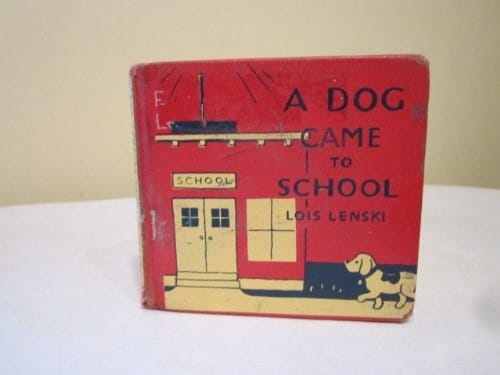 E
L
A DOG
CAME
TO
SCHOOL
LOIS LENSKI
SCHOOL